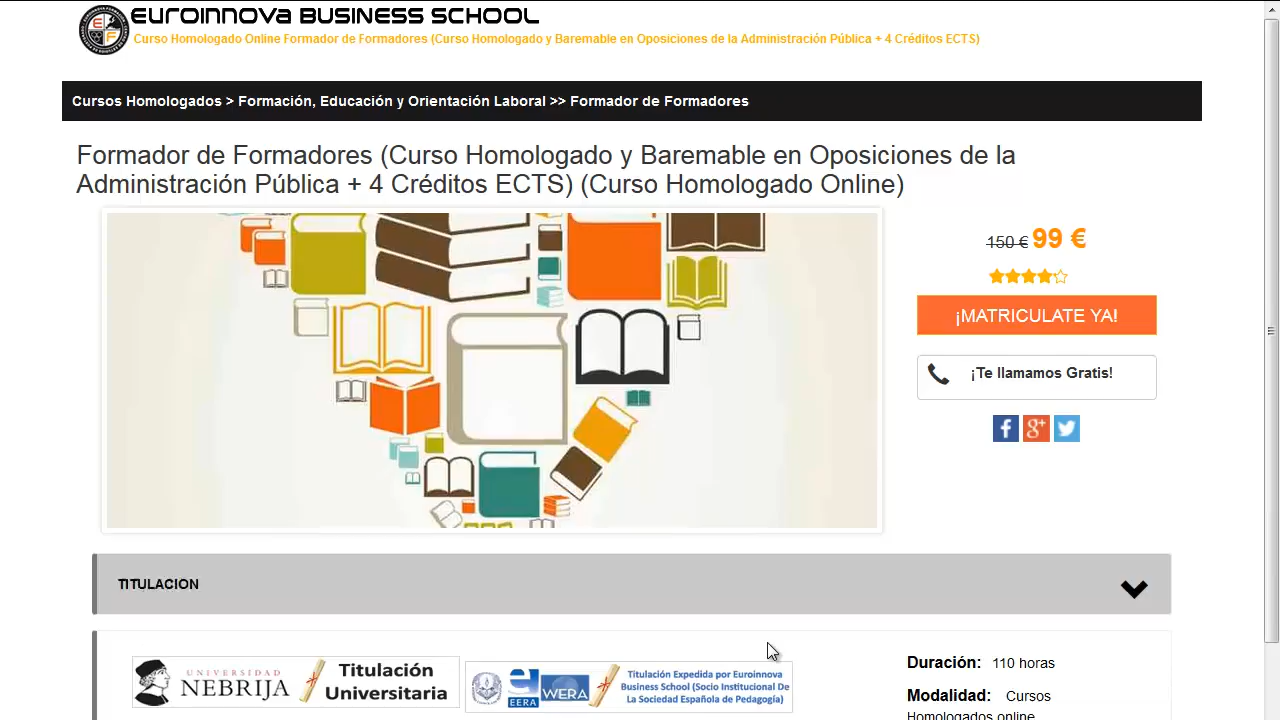 EUROINNOVA BUSINESS SCHOOL
Curso Homologado Online Formador de Formadores (Curso Homologado y Baremable en Oposiciones de la Administración Pública + 4 Créditos ECTS)
Cursos Homologados > Formación, Educación y Orientación Laboral >> Formador de Formadores
Formador de Formadores (Curso Homologado y Baremable en Oposiciones de la
Administración Pública + 4 Créditos ECTS) (Curso Homologado Online)
150 € 99 €
¡MATRICULATE YA!
¡Te llamamos Gratis!
TITULACION
UNIVERSIDAD
NEBRIJA
Titulación
Universitaria
EERA
WERA
Titulación Expedida por Euroinnova
Business School (Socio Institucional De
La Sociedad Española de Pedagogía)
Duración: 110 horas
Modalidad: Cursos
Homologados online